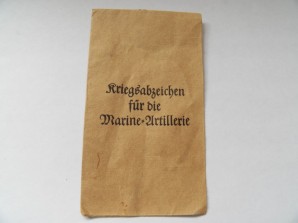 Kriegsabzeichen
für die
Marine-Artillerie